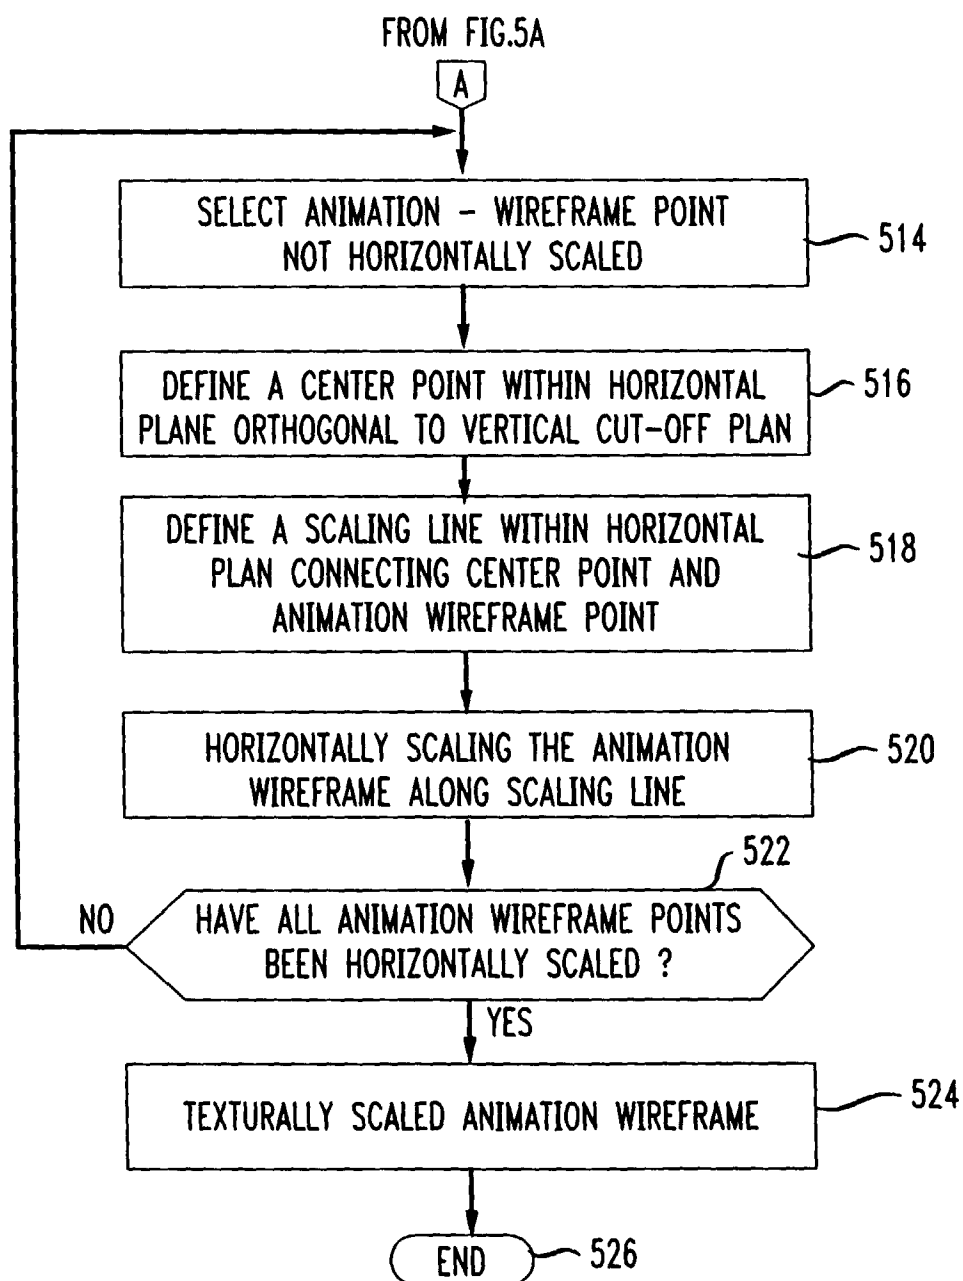 FROM FIG.5A
A
SELECT ANIMATION - WIREFRAME POINT
NOT HORIZONTALLY SCALED
514
DEFINE A CENTER POINT WITHIN HORIZONTAL
PLANE ORTHOGONAL TO VERTICAL CUT-OFF PLAN
516
DEFINE A SCALING LINE WITHIN HORIZONTAL
PLAN CONNECTING CENTER POINT AND
ANIMATION WIREFRAME POINT
518
HORIZONTALLY SCALING THE ANIMATION
WIREFRAME ALONG SCALING LINE
520
522
NO
HAVE ALL ANIMATION WIREFRAME POINTS
BEEN HORIZONTALLY SCALED ?
YES
TEXTURALLY SCALED ANIMATION WIREFRAME
524
END
526